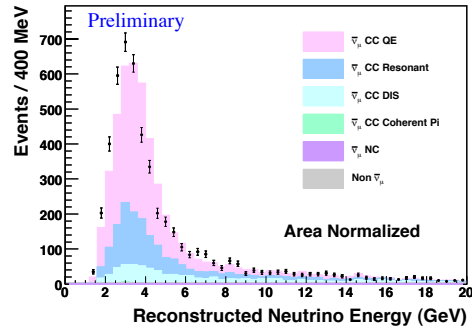 Preliminary
Events / 400 MeV
700
600
500
400
300
200
100
0
ν̄μ CC QE
ν̄μ CC Resonant
ν̄μ CC DIS
ν̄μ CC Coherent Pi
ν̄μ NC
Non ν̄μ
Area Normalized
0 2 4 6 8 10 12 14 16 18 20
Reconstructed Neutrino Energy (GeV)